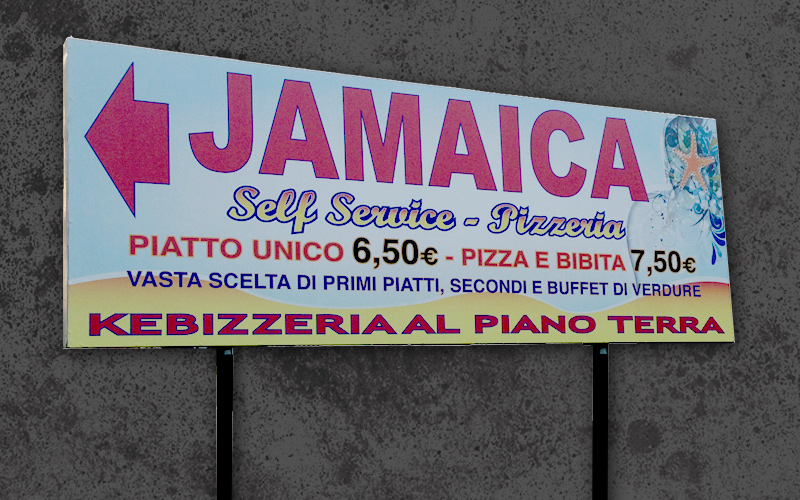 JAMAICA
Self Service - Pizzeria
PIATTO UNICO 6,50€ - PIZZA E BIBITA 7,50€
VASTA SCELTA DI PRIMI PIATTI, SECONDI E BUFFET DI VERDURE
KEBIZZERIA AL PIANO TERRA